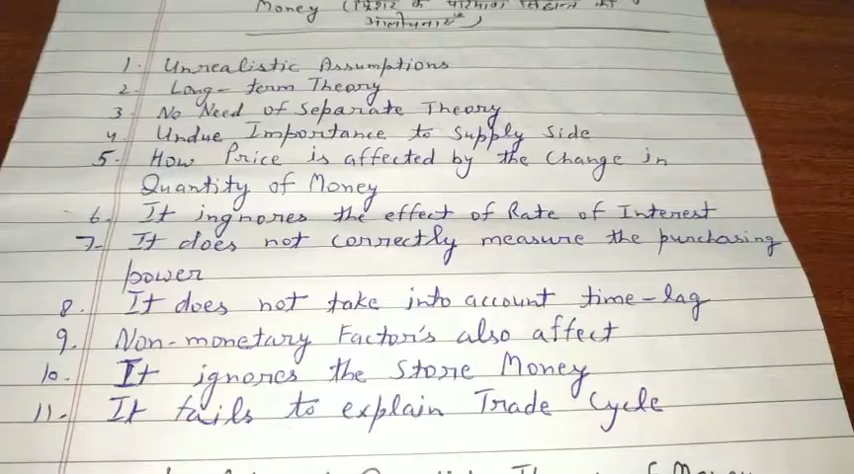 Money (फिशर के परिमाण सिद्धान्त की
आलोचनाएँ)
1. Unrealistic Assumptions
2. Long-term Theory
3 No Need of Separate Theory
4 Undue Importance to Supply Side
5. How Price is affected by the Change in
Quantity of Money
6. It ingnores the effect of Rate of Interest
7. It does not correctly measure the purchasing
power
8. It does not take into account time-lag
9. Non-monetary Factor's also affect
10. It ignores the Store Money
11. It fails to explain Trade Cycle